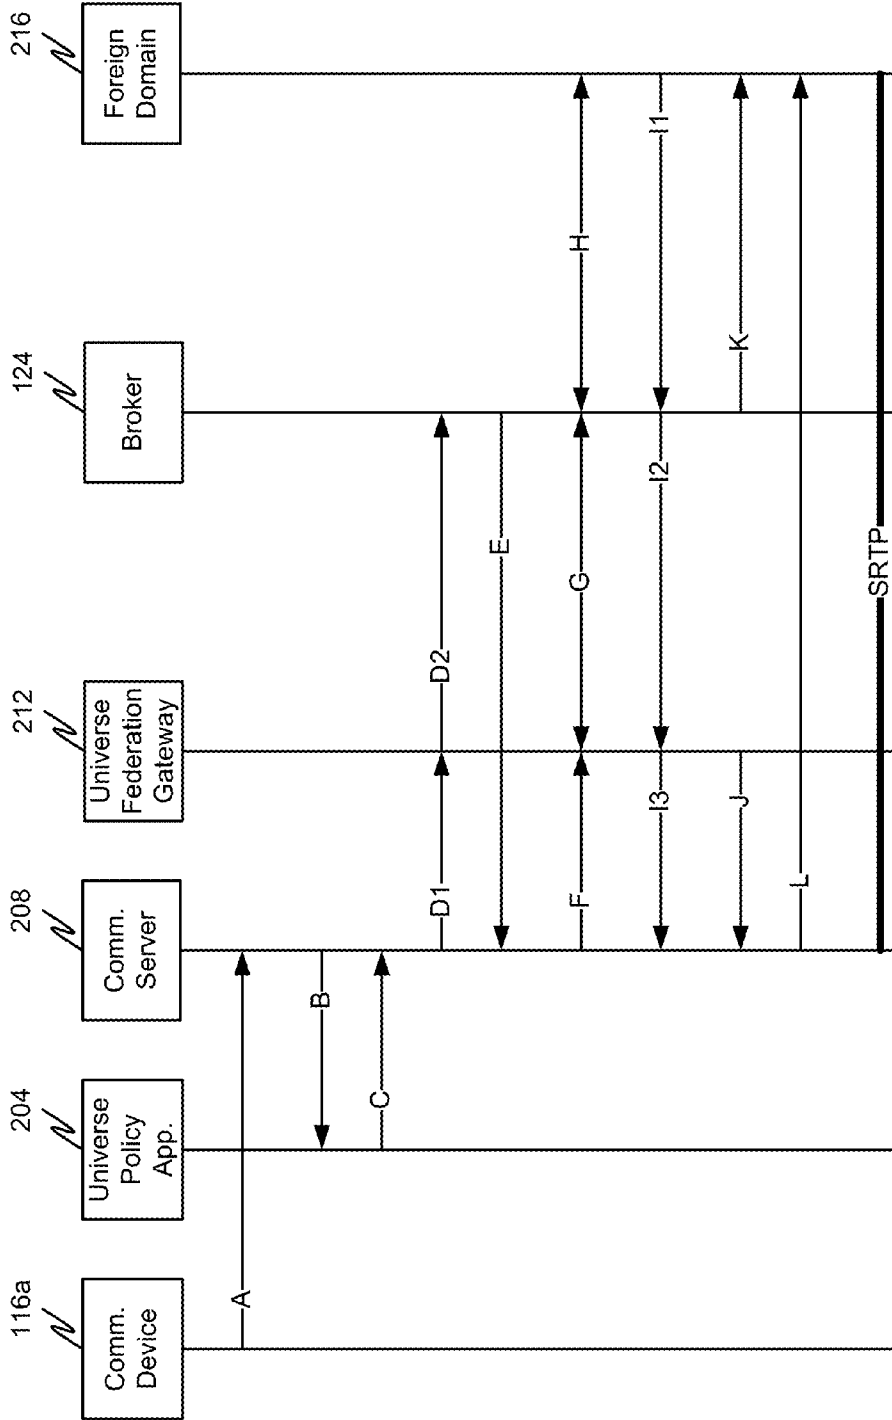 116a
204
208
212
124
216
Comm.
Device
Universe
Policy
App.
Comm.
Server
Universe
Federation
Gateway
Broker
Foreign
Domain
A
B
C
D1
D2
E
F
G
H
I3
I2
I1
J
K
L
SRTP